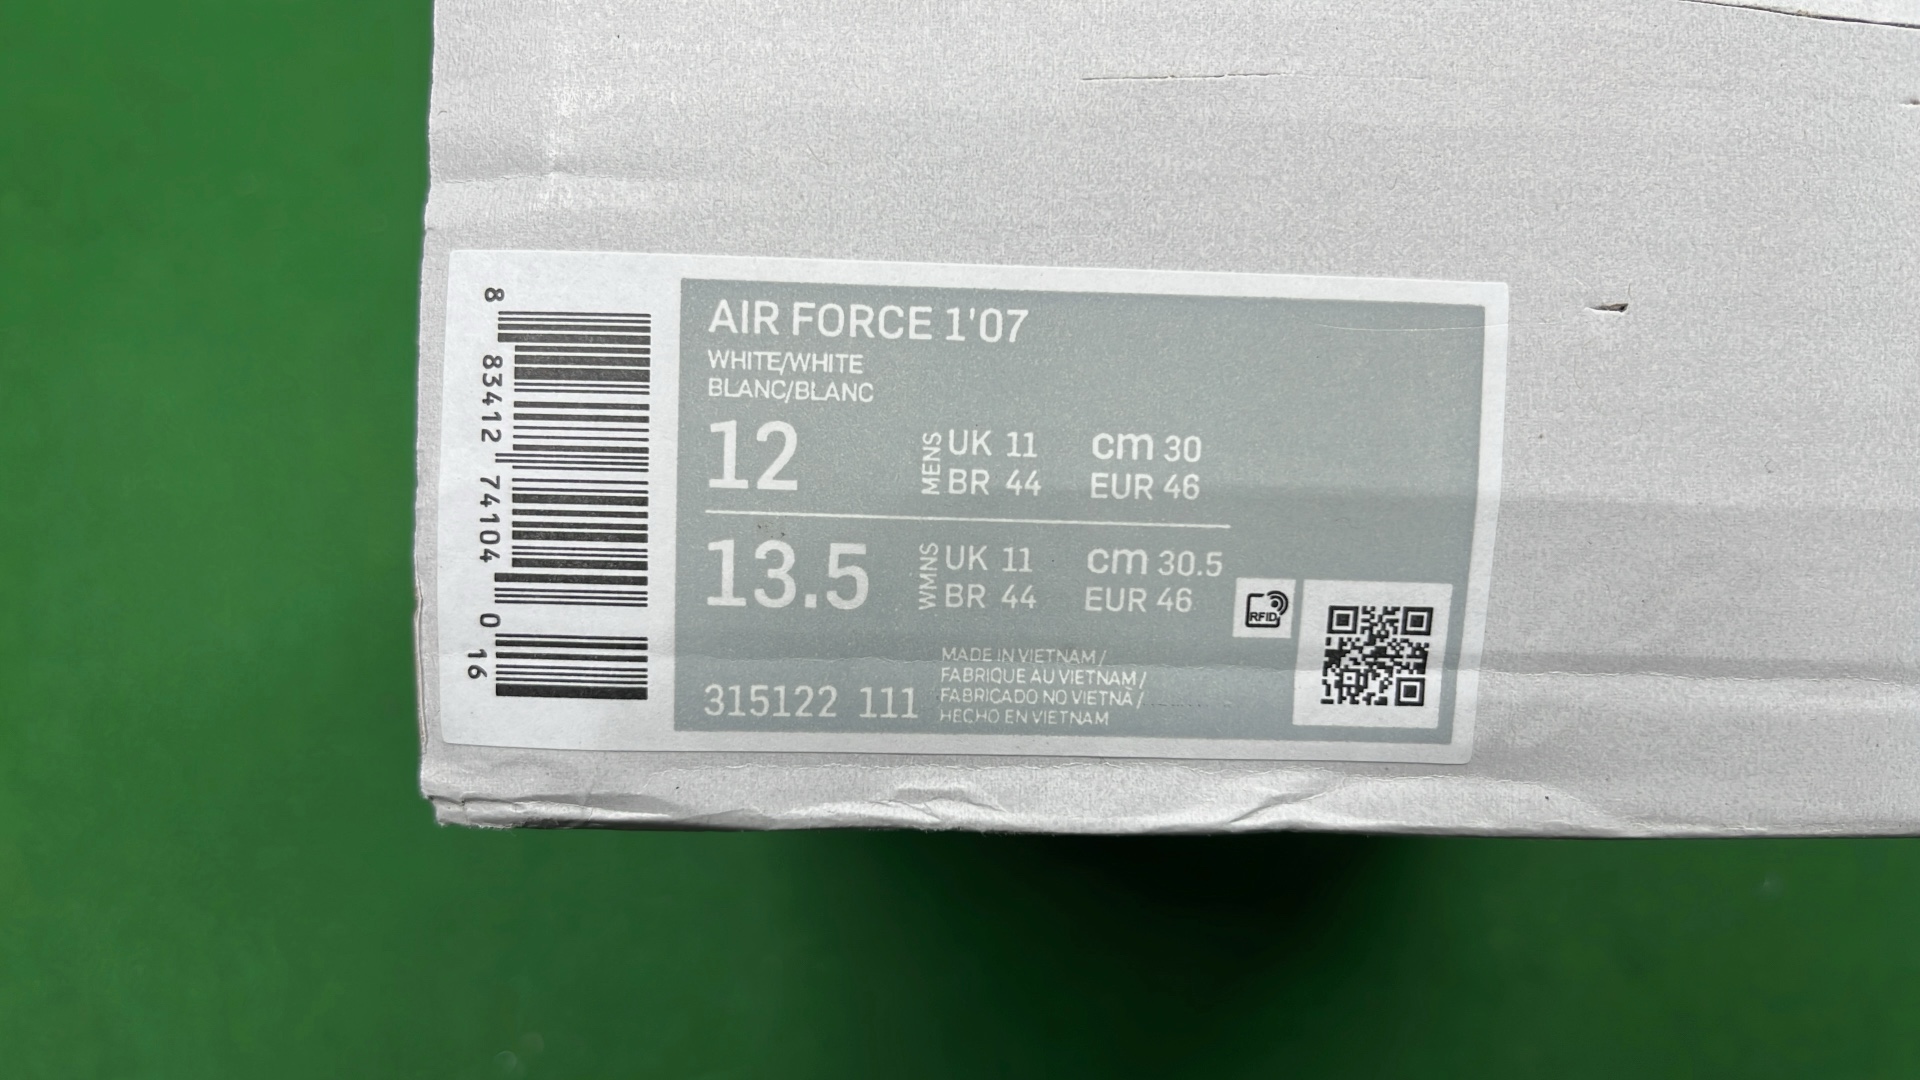 8 83412 74104 0 16
AIR FORCE 1'07
WHITE/WHITE
BLANC/BLANC
12
MENS
UK 11 cm 30
BR 44 EUR 46
13.5
WMNS
UK 11 cm 30.5
BR 44 EUR 46
RFID
315122 111
MADE IN VIETNAM /
FABRIQUE AU VIETNAM /
FABRICADO NO VIETNÃ /
HECHO EN VIETNAM